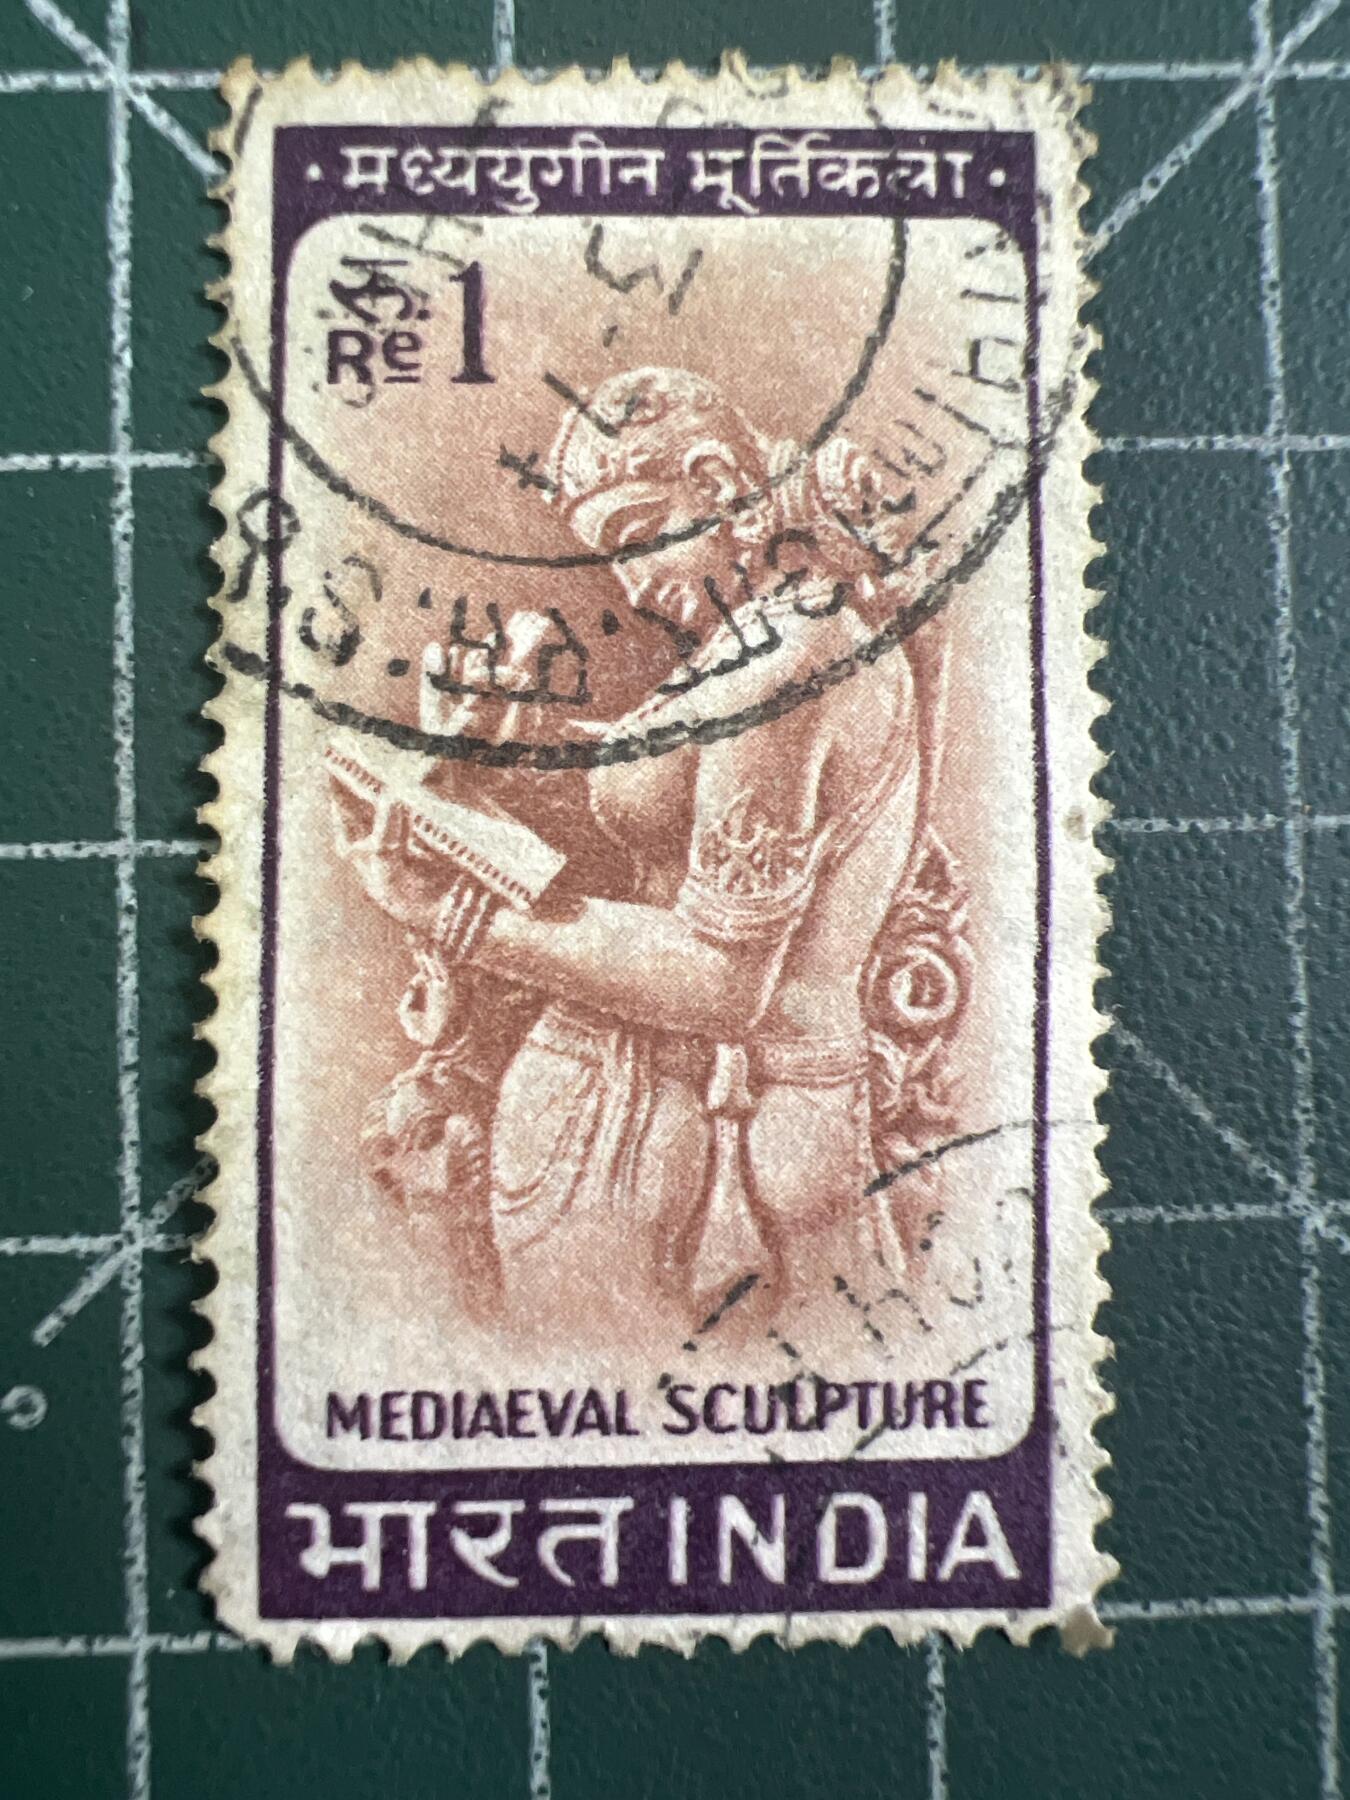 • मध्ययुगीन मूर्तिकला •
रु
Re 1
MEDIAEVAL SCULPTURE
भारत INDIA